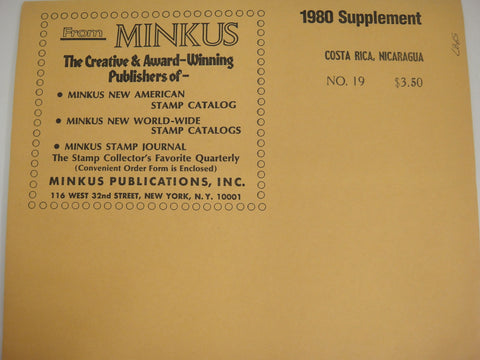 From MINKUS
The Creative & Award-Winning
Publishers of-
• MINKUS NEW AMERICAN
STAMP CATALOG
• MINKUS NEW WORLD-WIDE
STAMP CATALOGS
• MINKUS STAMP JOURNAL
The Stamp Collector's Favorite Quarterly
(Convenient Order Form is Enclosed)
MINKUS PUBLICATIONS, INC.
116 WEST 32nd STREET, NEW YORK, N. Y. 10001
1980 Supplement
COSTA RICA, NICARAGUA
NO. 19 $3.50